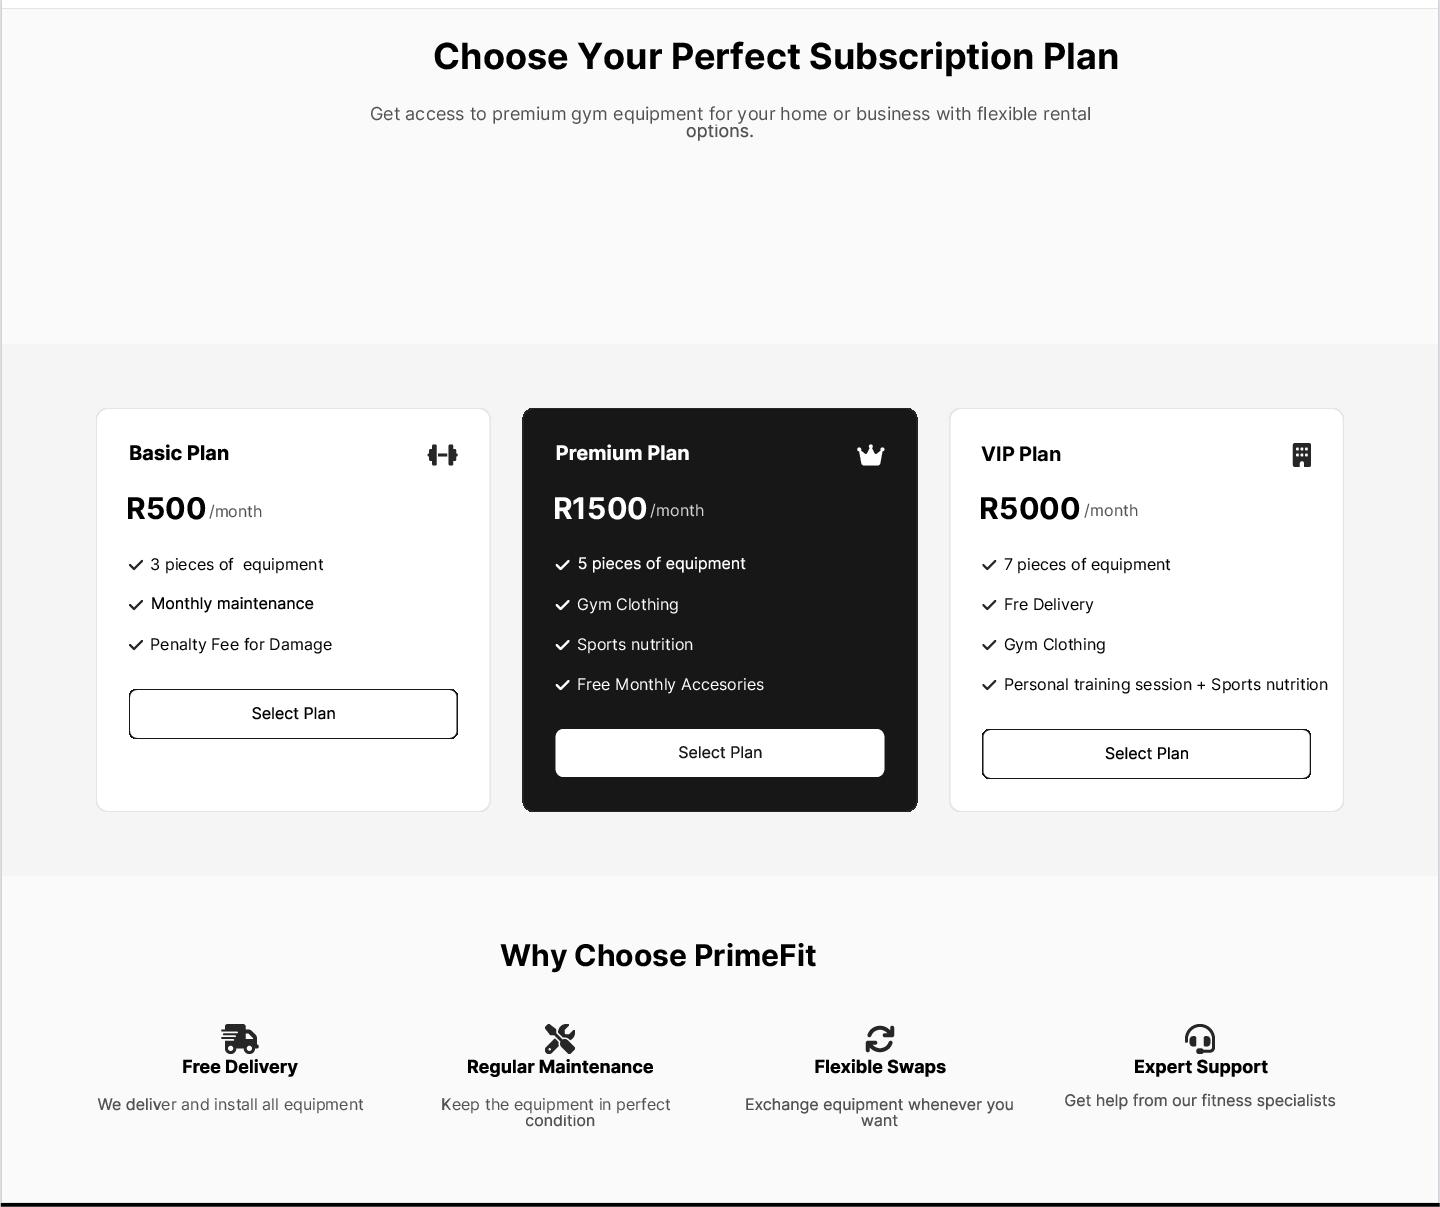 Choose Your Perfect Subscription Plan
Get access to premium gym equipment for your home or business with flexible rental
options.
Basic Plan
R500 /month
3 pieces of  equipment
Monthly maintenance
Penalty Fee for Damage
Select Plan
Premium Plan
R1500 /month
5 pieces of equipment
Gym Clothing
Sports nutrition
Free Monthly Accesories
Select Plan
VIP Plan
R5000 /month
7 pieces of equipment
Fre Delivery
Gym Clothing
Personal training session + Sports nutrition
Select Plan
Why Choose PrimeFit
Free Delivery
We deliver and install all equipment
Regular Maintenance
Keep the equipment in perfect
condition
Flexible Swaps
Exchange equipment whenever you
want
Expert Support
Get help from our fitness specialists